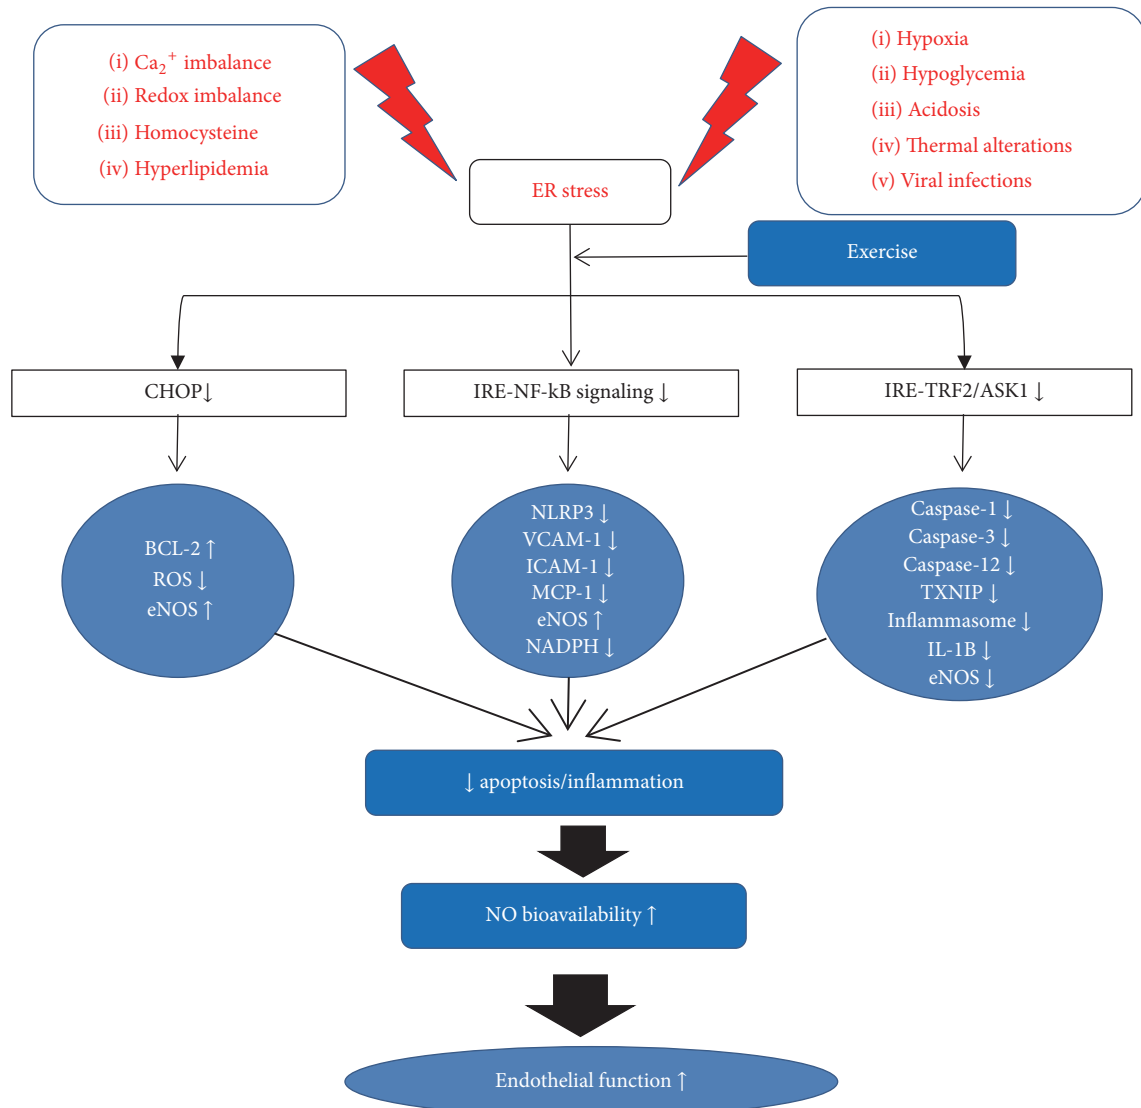 (i) Ca₂⁺ imbalance
(ii) Redox imbalance
(iii) Homocysteine
(iv) Hyperlipidemia
(i) Hypoxia
(ii) Hypoglycemia
(iii) Acidosis
(iv) Thermal alterations
(v) Viral infections
ER stress
Exercise
CHOP↓
IRE-NF-kB signaling ↓
IRE-TRF2/ASK1 ↓
BCL-2 ↑
ROS ↓
eNOS ↑
NLRP3 ↓
VCAM-1 ↓
ICAM-1 ↓
MCP-1 ↓
eNOS ↑
NADPH ↓
Caspase-1 ↓
Caspase-3 ↓
Caspase-12 ↓
TXNIP ↓
Inflammasome ↓
IL-1B ↓
eNOS ↓
↓ apoptosis/inflammation
NO bioavailability ↑
Endothelial function ↑